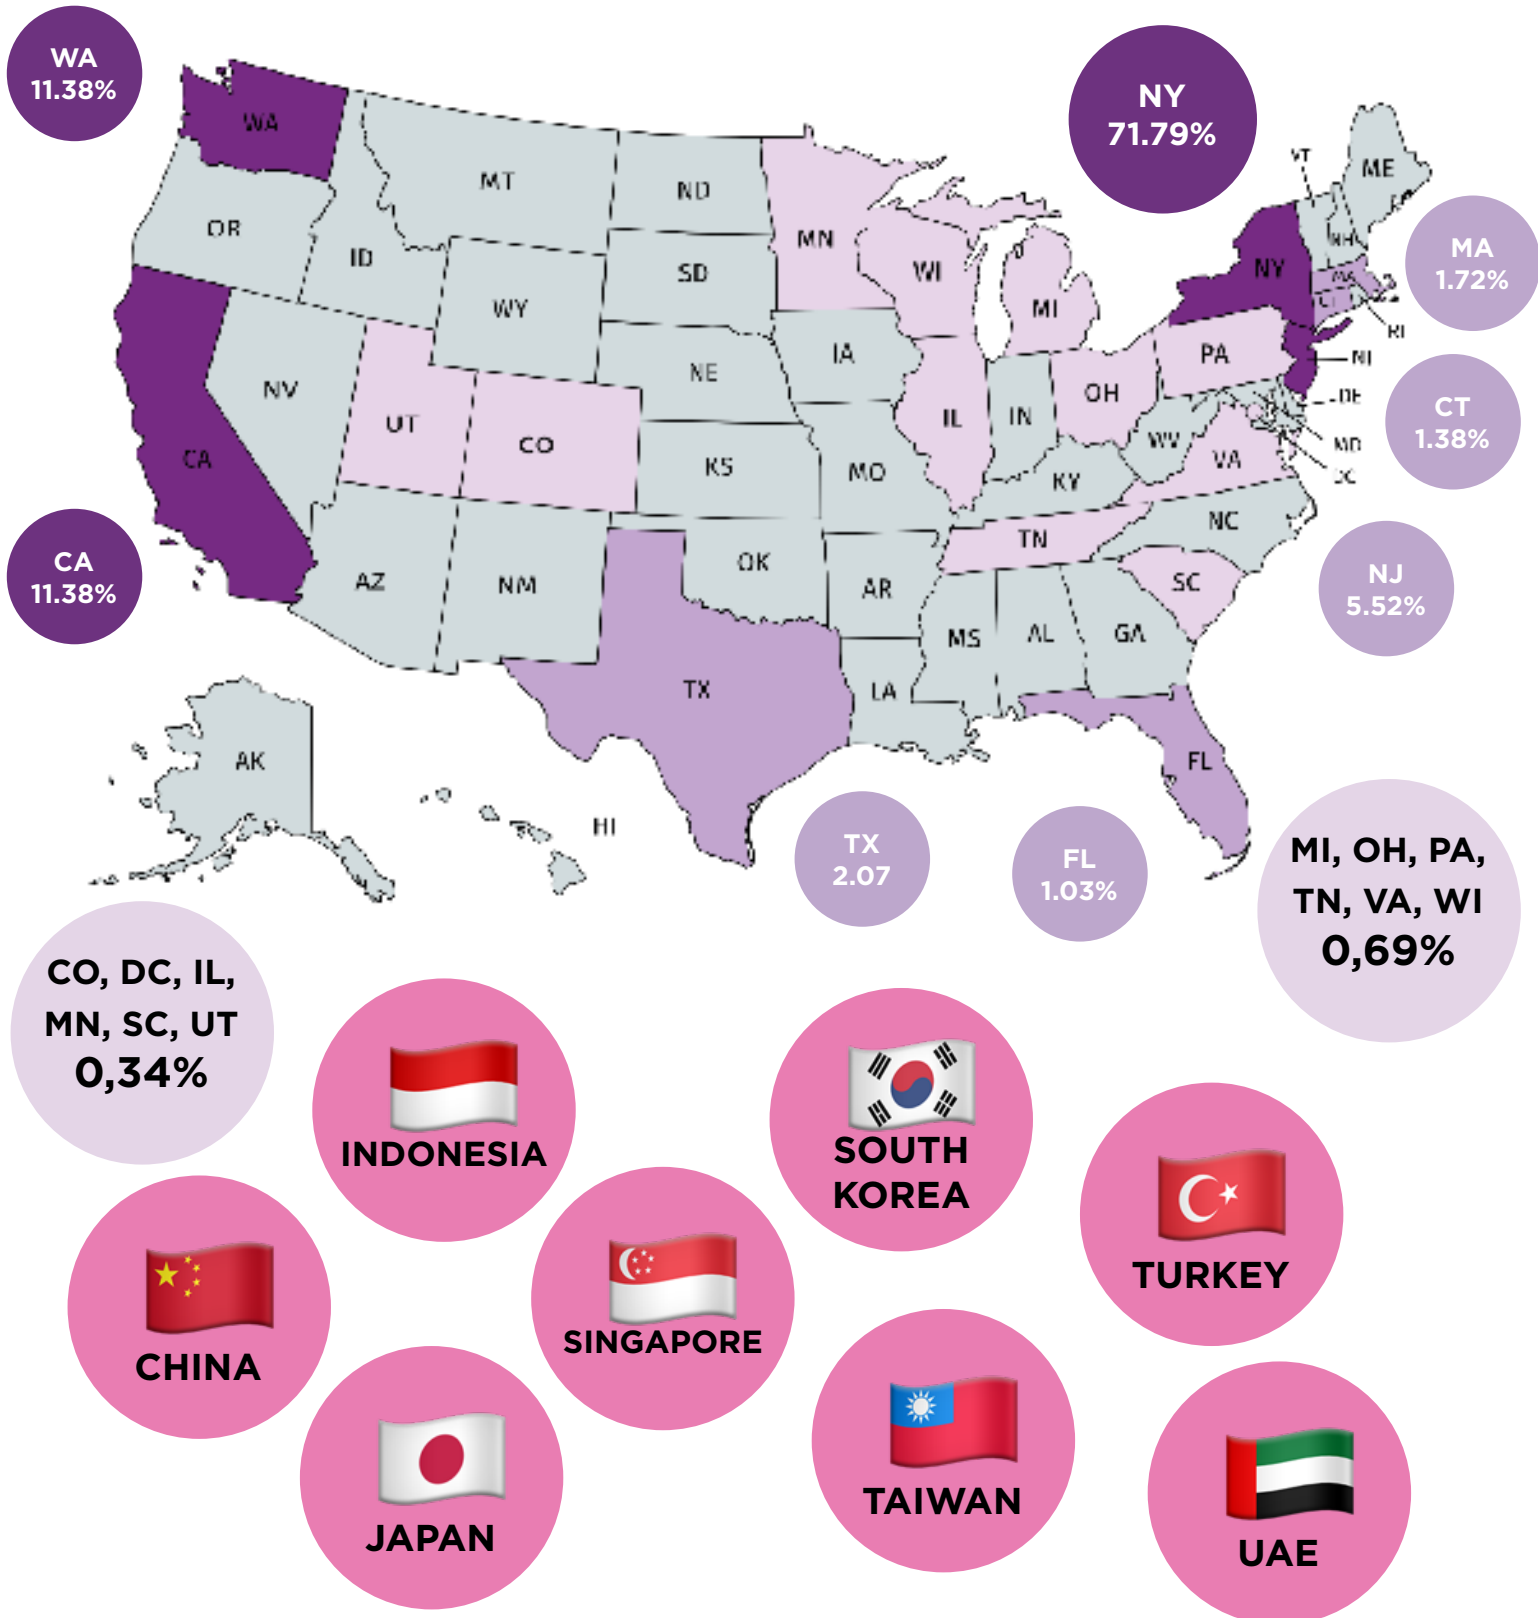 WA
11.38%
NY
71.79%
WA
MT
ND
MN
VT
ME
OR
ID
SD
WI
MI
NY
NH
MA
MA
1.72%
WY
CT
RI
IA
NE
PA
NJ
NV
UT
CO
IL
IN
OH
DE
CT
1.38%
CA
KS
MO
WV
VA
MD
DC
KY
NC
CA
11.38%
AZ
NM
OK
AR
TN
SC
NJ
5.52%
MS
AL
GA
TX
LA
AK
FL
HI
TX
2.07
FL
1.03%
MI, OH, PA,
TN, VA, WI
0,69%
CO, DC, IL,
MN, SC, UT
0,34%
INDONESIA
SOUTH
KOREA
TURKEY
SINGAPORE
CHINA
TAIWAN
JAPAN
UAE